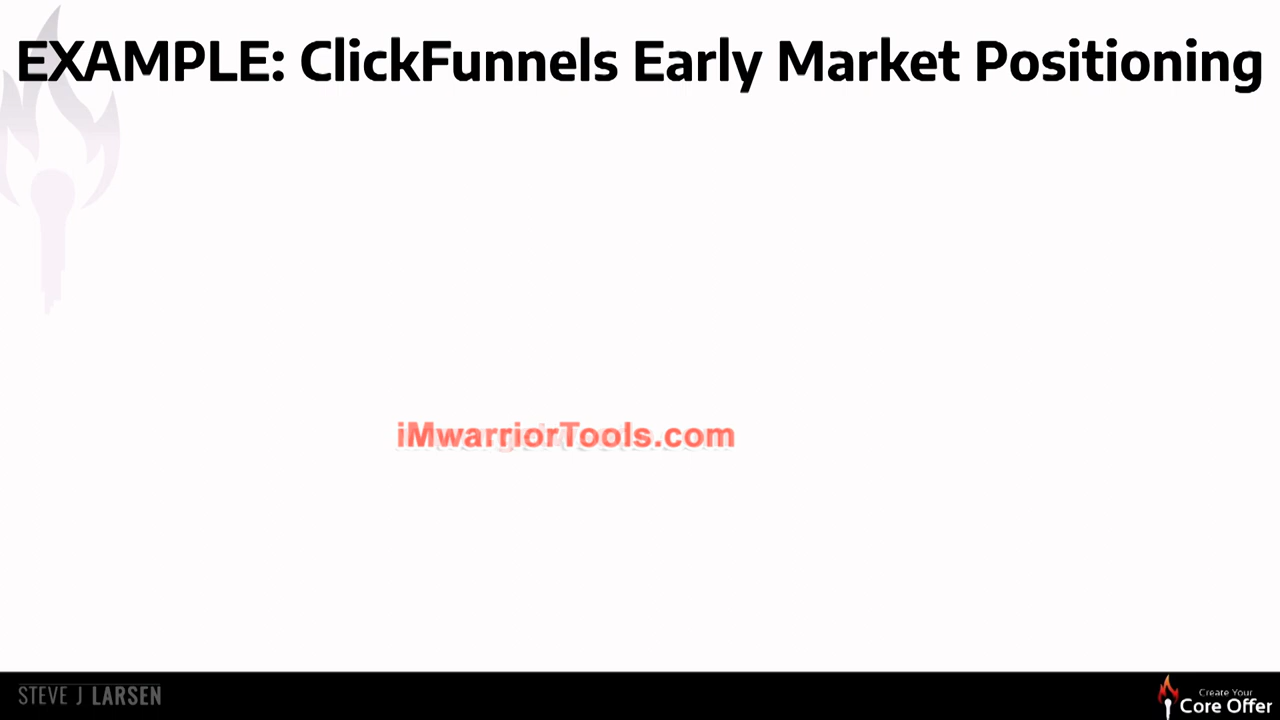 EXAMPLE: ClickFunnels Early Market Positioning
iMwarriorTools.com
STEVE J LARSEN
Create Your
Core Offer